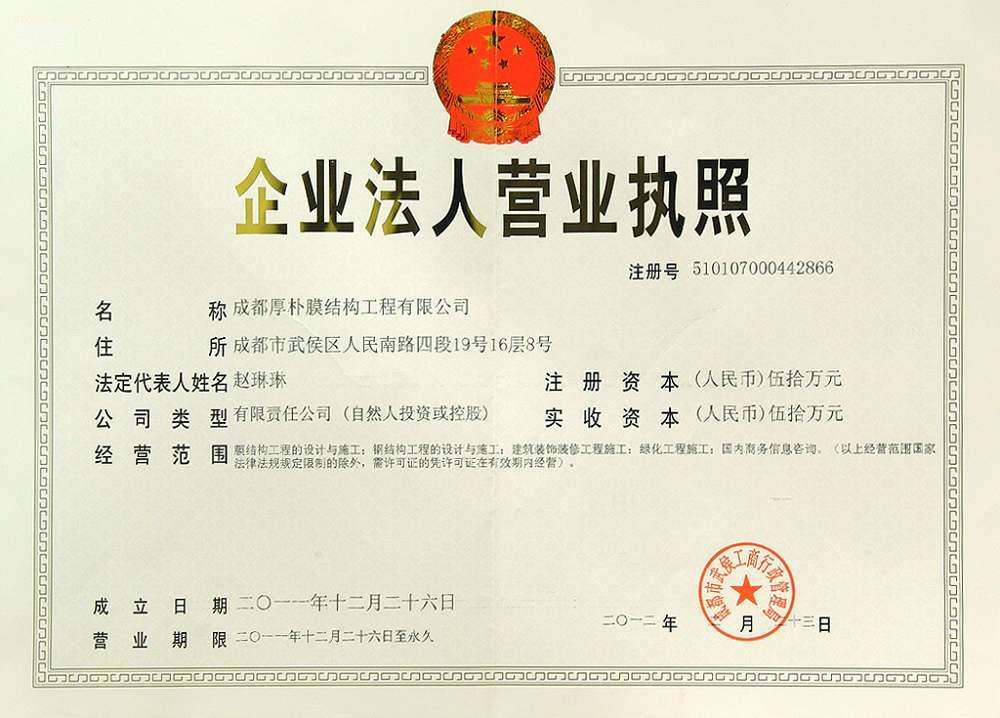 企业法人营业执照
注册号 510107000442866
名称 成都厚朴膜结构工程有限公司
住所 成都市武侯区人民南路四段19号16层8号
法定代表人姓名 赵琳琳
注册资本 (人民币)伍拾万元
公司类型 有限责任公司(自然人投资或控股)
实收资本 (人民币)伍拾万元
经营范围 膜结构工程的设计与施工；钢结构工程的设计与施工；建筑装饰装修工程施工；绿化工程施工；国内商务信息咨询。（以上经营范围国家
法律法规规定限制的除外，需许可证的凭许可证在有效期内经营）。
成都市武侯工商行政管理局
成立日期 二〇一一年十二月二十六日
营业期限 二〇一一年十二月二十六日至永久
二〇一二年 月 十三日